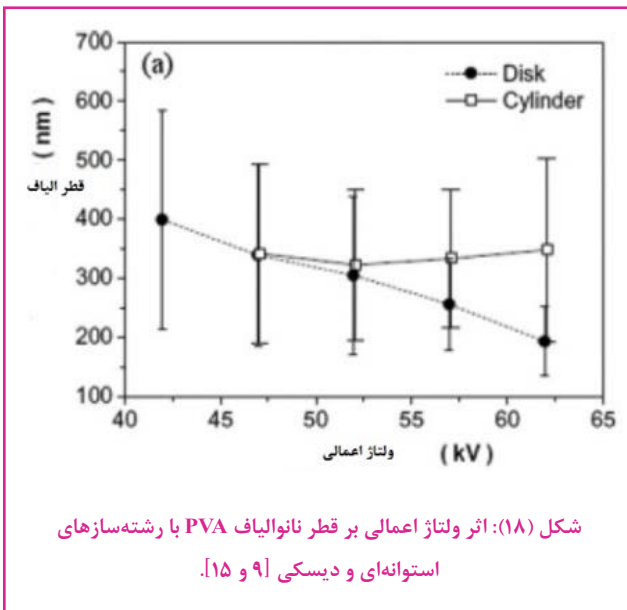 700
(a)
Disk
Cylinder
600
( nm )
500
قطر الیاف
400
300
200
100
40 45 50 55 60 65
ولتاژ اعمالی
( kV )
شکل (۱۸): اثر ولتاژ اعمالی بر قطر نانوالیاف PVA با رشته‌سازهای
استوانه‌ای و دیسکی [۹ و ۱۵].